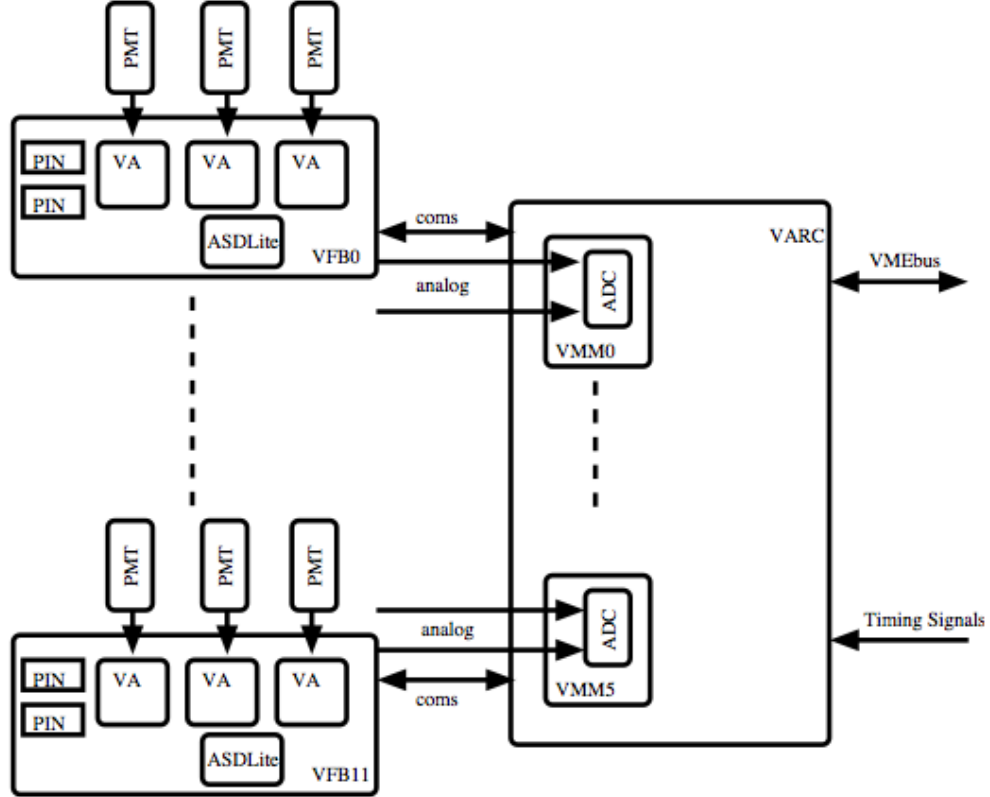 PMT
PMT
PMT
PIN
PIN
VA
VA
VA
ASDLite
VFB0
coms
analog
VARC
ADC
VMM0
VMEbus
PMT
PMT
PMT
PIN
PIN
VA
VA
VA
ASDLite
VFB11
analog
coms
ADC
VMM5
Timing Signals